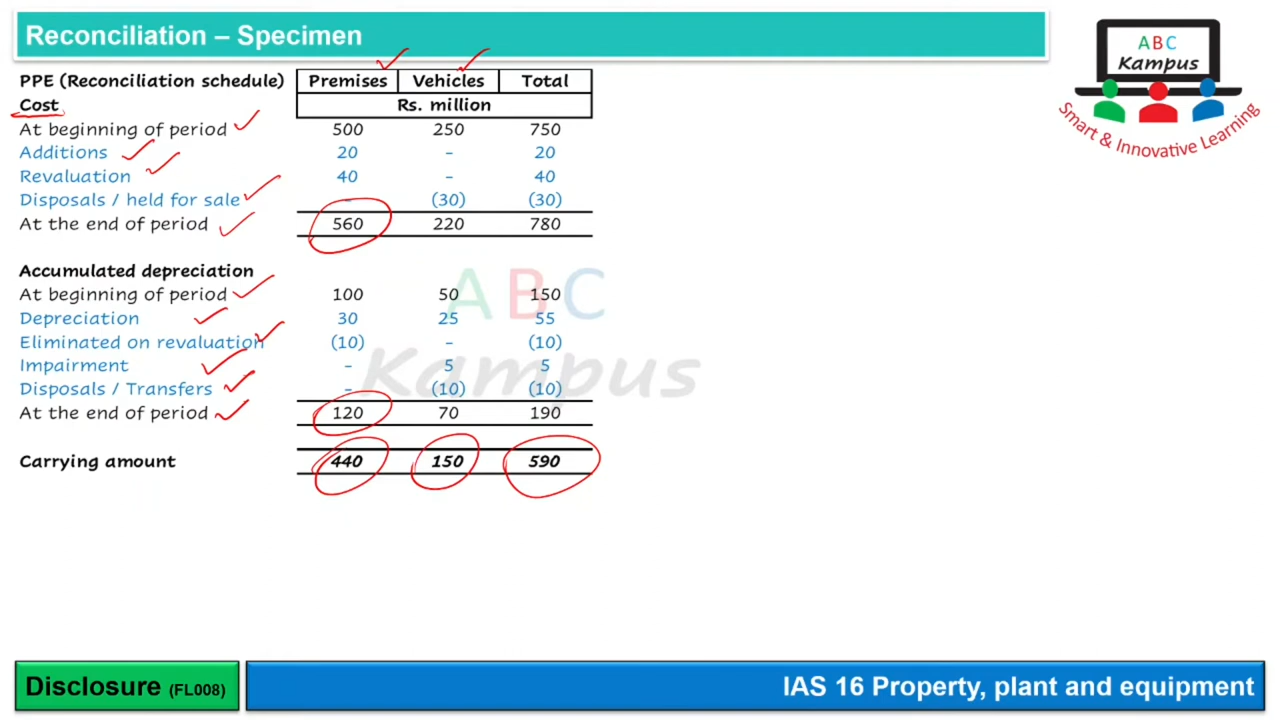 Reconciliation – Specimen
ABC
Kampus
Smart & Innovative Learning
PPE (Reconciliation schedule) Premises Vehicles Total
Cost Rs. million
At beginning of period 500 250 750
Additions 20 – 20
Revaluation 40 – 40
Disposals / held for sale – (30) (30)
At the end of period 560 220 780
Accumulated depreciation
At beginning of period 100 50 150
Depreciation 30 25 55
Eliminated on revaluation (10) – (10)
Impairment – 5 5
Disposals / Transfers – (10) (10)
At the end of period 120 70 190
Carrying amount 440 150 590
ABC
Kampus
Disclosure (FL008)
IAS 16 Property, plant and equipment